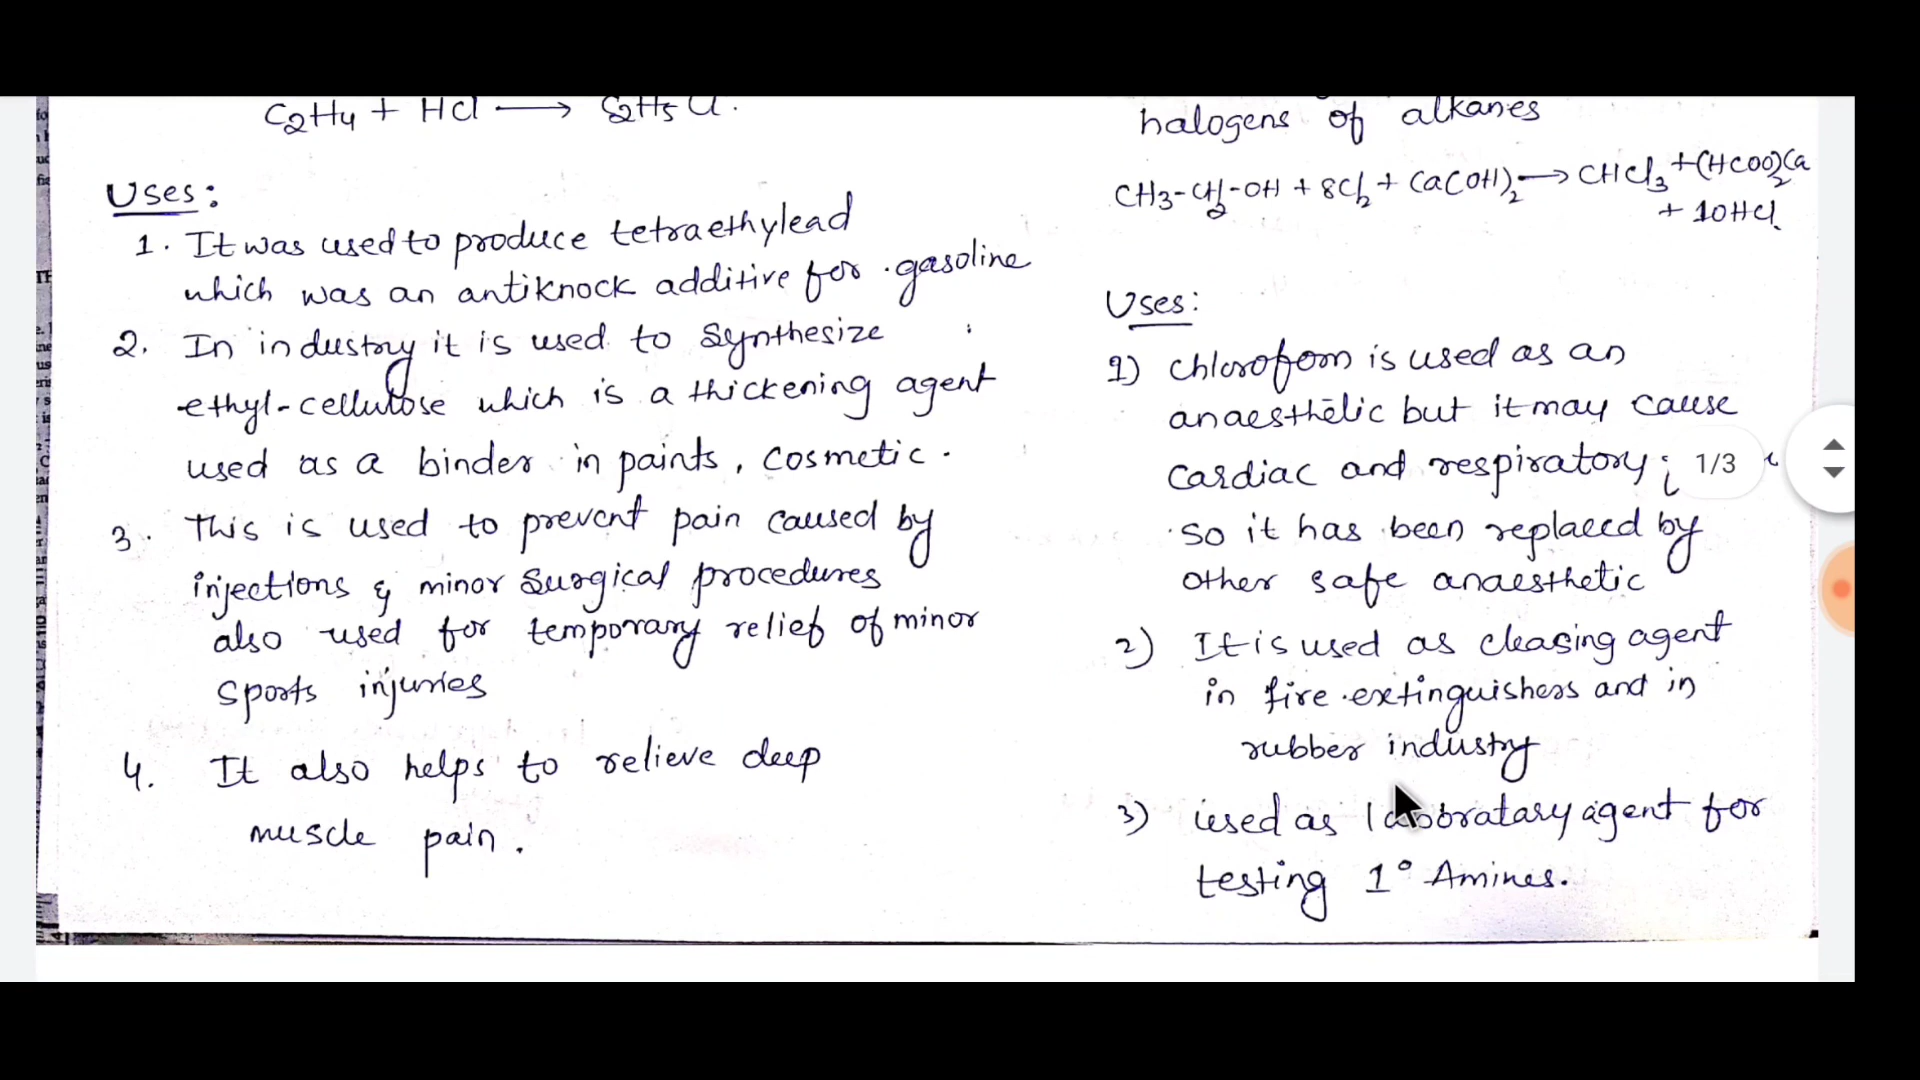 C2H4 + HCl ⟶ C2H5Cl.
Uses:
1. It was used to produce tetraethylead
which was an antiknock additive for gasoline
2. In industry it is used to synthesize
ethyl-cellulose which is a thickening agent
used as a binder in paints, cosmetic.
3. This is used to prevent pain caused by
injections & minor surgical procedures
also used for temporary relief of minor
sports injuries
4. It also helps to relieve deep
muscle pain.
halogens of alkanes
CH3-CH2-OH + 8Cl2 + Ca(OH)2 ⟶ CHCl3 + (HCOO)2Ca
+ 10HCl
Uses:
1) chloroform is used as an
anaesthetic but it may cause
cardiac and respiratory
so it has been replaced by
other safe anaesthetic
2) It is used as cleasing agent
in fire extinguishers and in
rubber industry
3) used as laboratary agent for
testing 1° Amines.
1/3